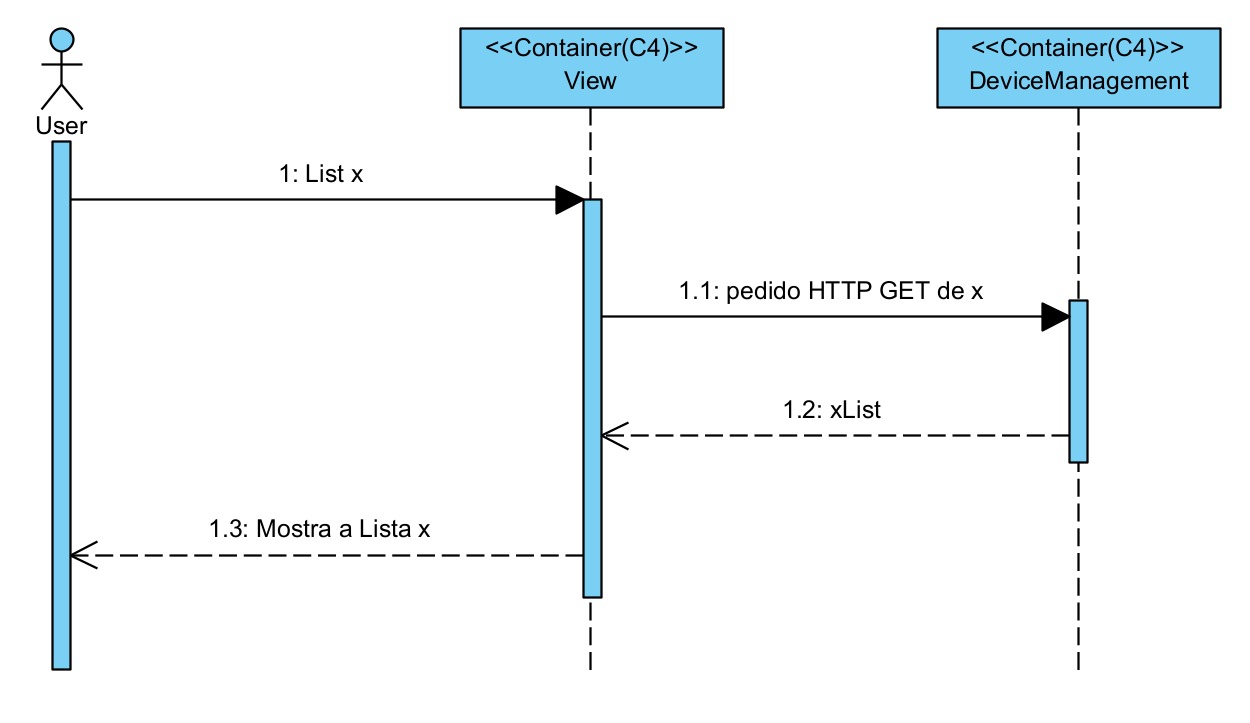 <<Container(C4)>>
View
<<Container(C4)>>
DeviceManagement
User
1: List x
1.1: pedido HTTP GET de x
1.2: xList
1.3: Mostra a Lista x